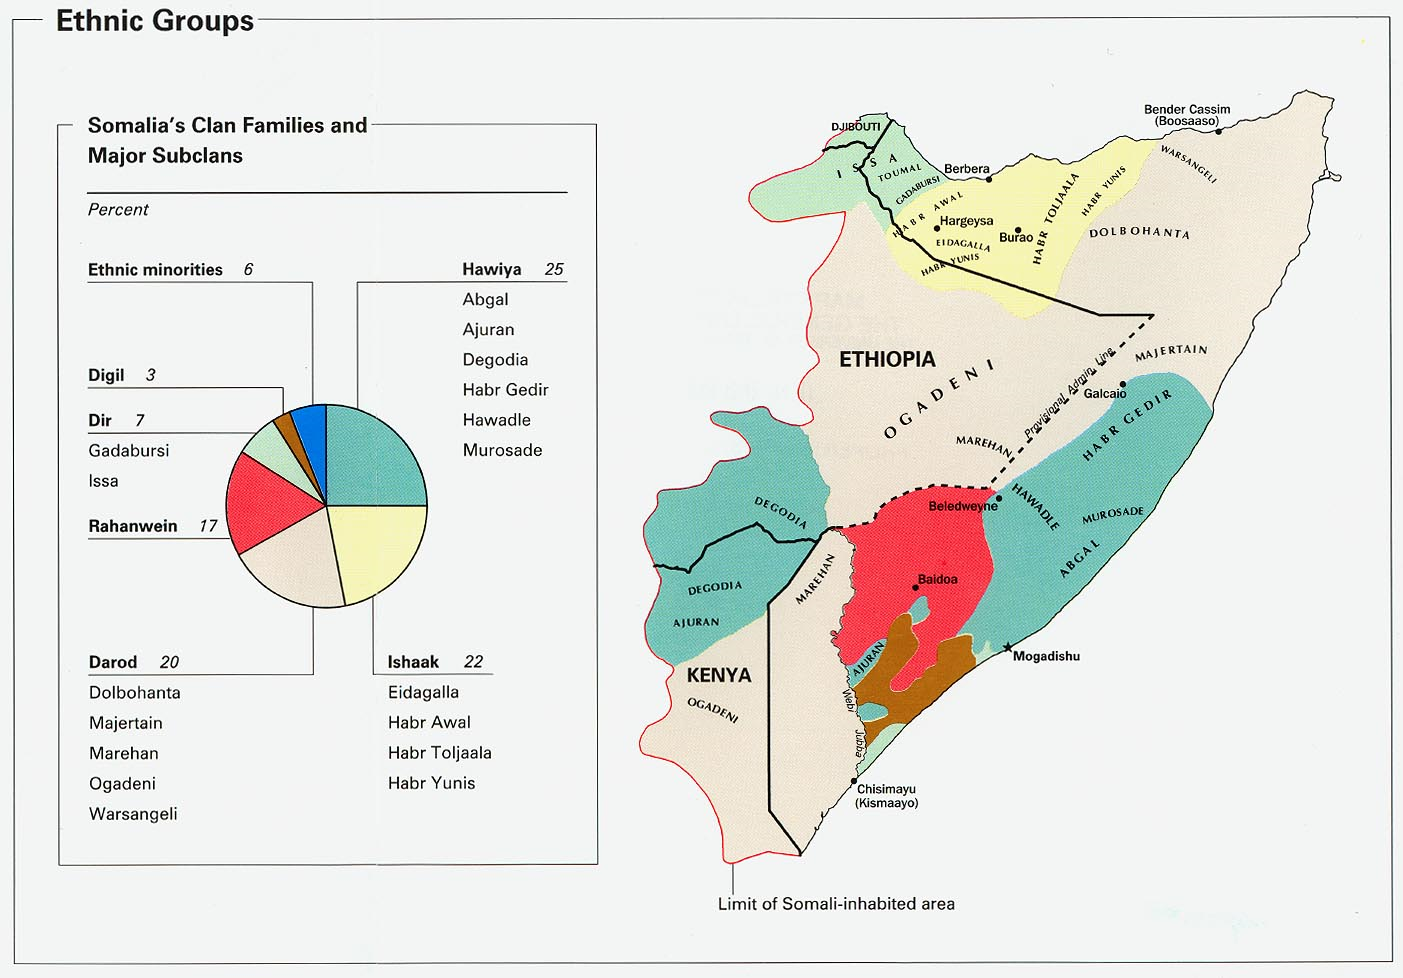 Ethnic Groups
Somalia's Clan Families and
Major Subclans
Percent
Ethnic minorities 6
Digil 3
Dir 7
Gadabursi
Issa
Rahanwein 17
Hawiya 25
Abgal
Ajuran
Degodia
Habr Gedir
Hawadle
Murosade
Darod 20
Dolbohanta
Majertain
Marehan
Ogadeni
Warsangeli
Ishaak 22
Eidagalla
Habr Awal
Habr Toljaala
Habr Yunis
Bender Cassim
(Boosaaso)
DJIBOUTI
ISSA
TOUMAL
GADABURSI
Berbera
WARSANGELI
HABR AWAL
Hargeysa
EIDAGALLA
HABR YUNIS
Burao
HABR TOLJAALA
HABR YUNIS
DOLBOHANTA
ETHIOPIA
OGADENI
Provisional Admin Line
MAJERTAIN
Galcaio
HABR GEDIR
MAREHAN
Beledweyne
HAWADLE
MUROSADE
ABGAL
DEGODIA
DEGODIA
AJURAN
MAREHAN
Baidoa
AJURAN
Mogadishu
KENYA
OGADENI
Webi Jubba
Chisimayu
(Kismaayo)
Limit of Somali-inhabited area